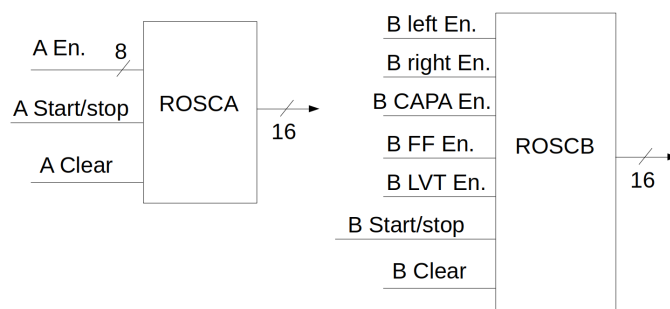 A En.
8
A Start/stop
A Clear
ROSCA
16
B left En.
B right En.
B CAPA En.
B FF En.
B LVT En.
B Start/stop
B Clear
ROSCB
16